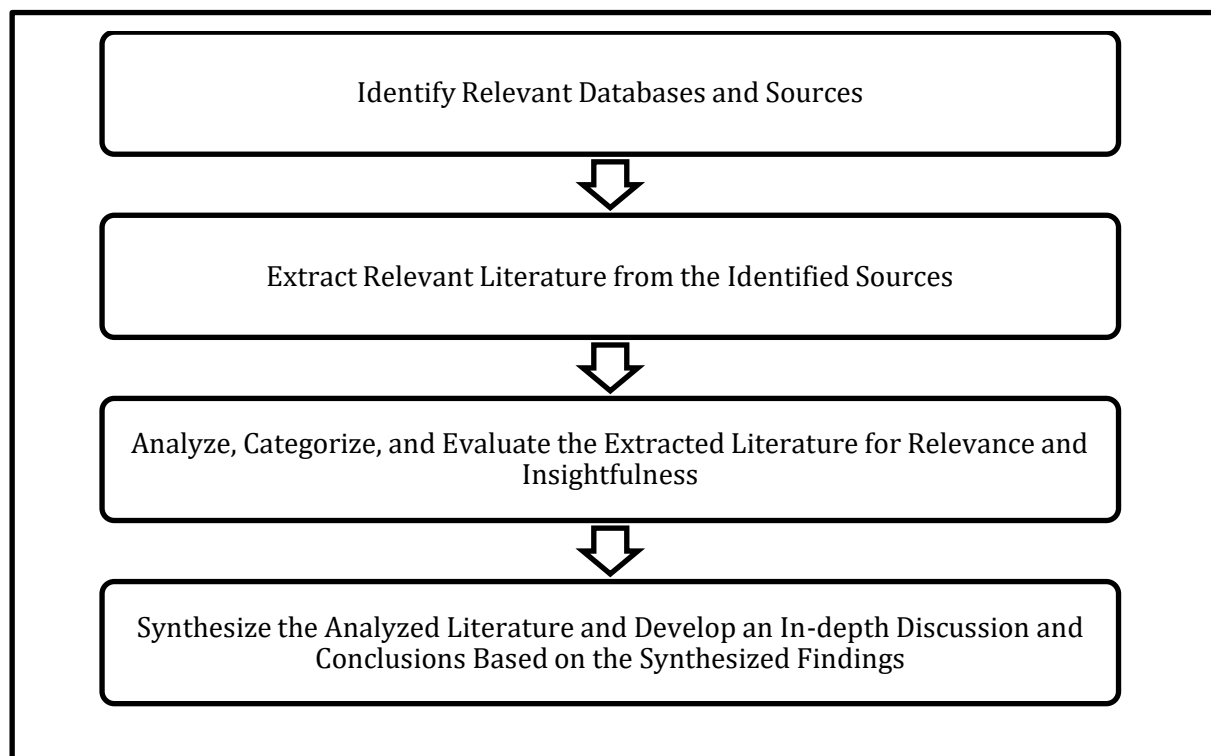 Identify Relevant Databases and Sources
Extract Relevant Literature from the Identified Sources
Analyze, Categorize, and Evaluate the Extracted Literature for Relevance and
Insightfulness
Synthesize the Analyzed Literature and Develop an In-depth Discussion and
Conclusions Based on the Synthesized Findings